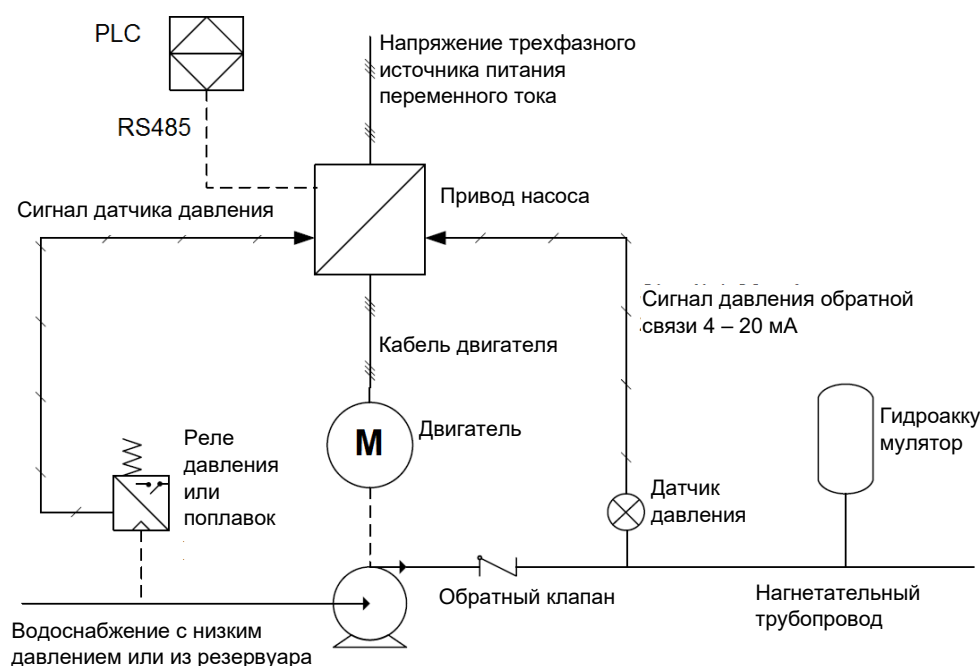 PLC
Напряжение трехфазного
источника питания
переменного тока
RS485
Сигнал датчика давления
Привод насоса
Сигнал давления обратной
связи 4 – 20 мА
Кабель двигателя
М
Двигатель
Гидроакку
мулятор
Реле
давления
или
поплавок
Датчик
давления
Обратный клапан
Нагнетательный
трубопровод
Водоснабжение с низким
давлением или из резервуара